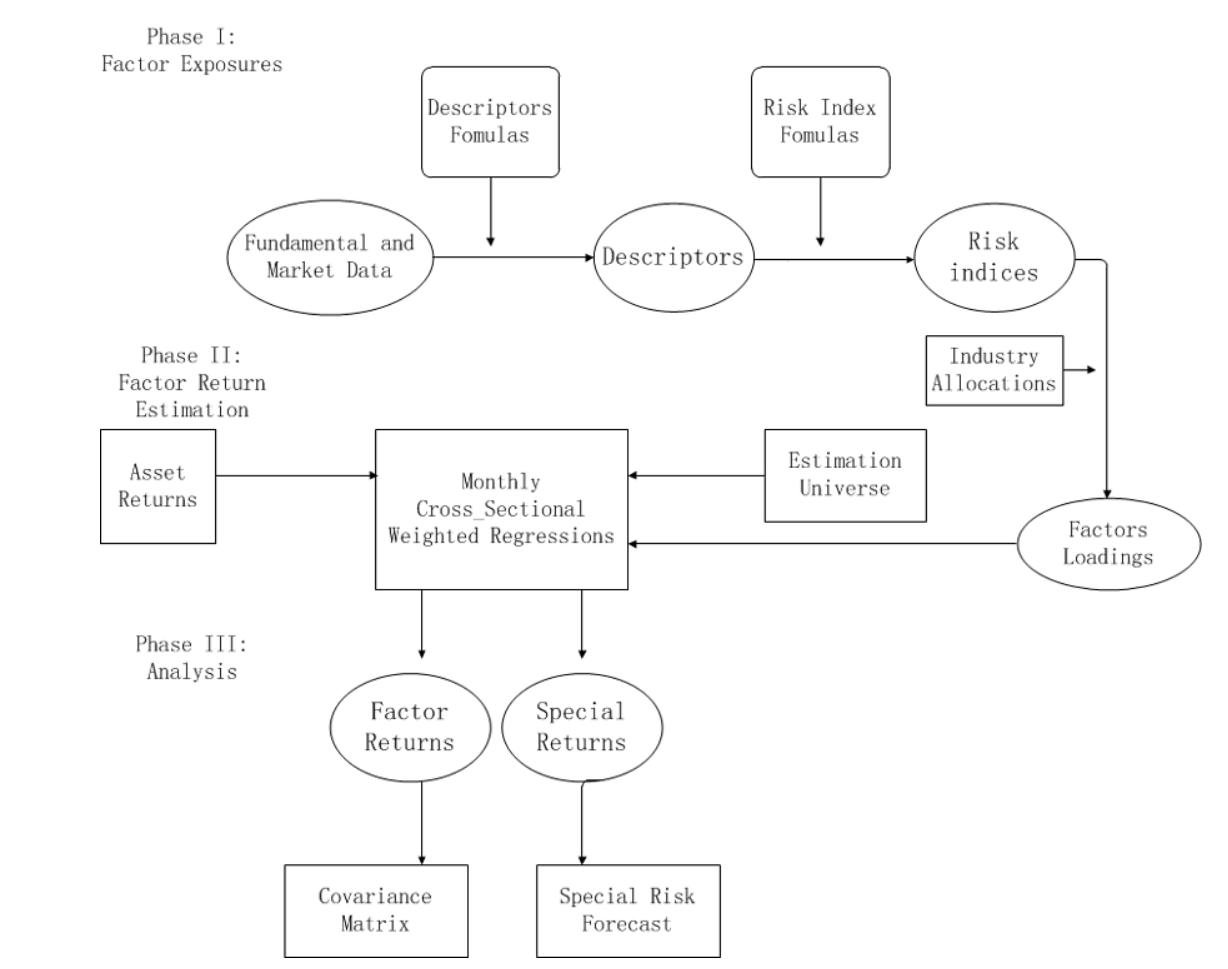 Phase I:
Factor Exposures
Descriptors
Fomulas
Risk Index
Fomulas
Fundamental and
Market Data
Descriptors
Risk
indices
Phase II:
Factor Return
Estimation
Industry
Allocations
Asset
Returns
Monthly
Cross_Sectional
Weighted Regressions
Estimation
Universe
Factors
Loadings
Phase III:
Analysis
Factor
Returns
Special
Returns
Covariance
Matrix
Special Risk
Forecast